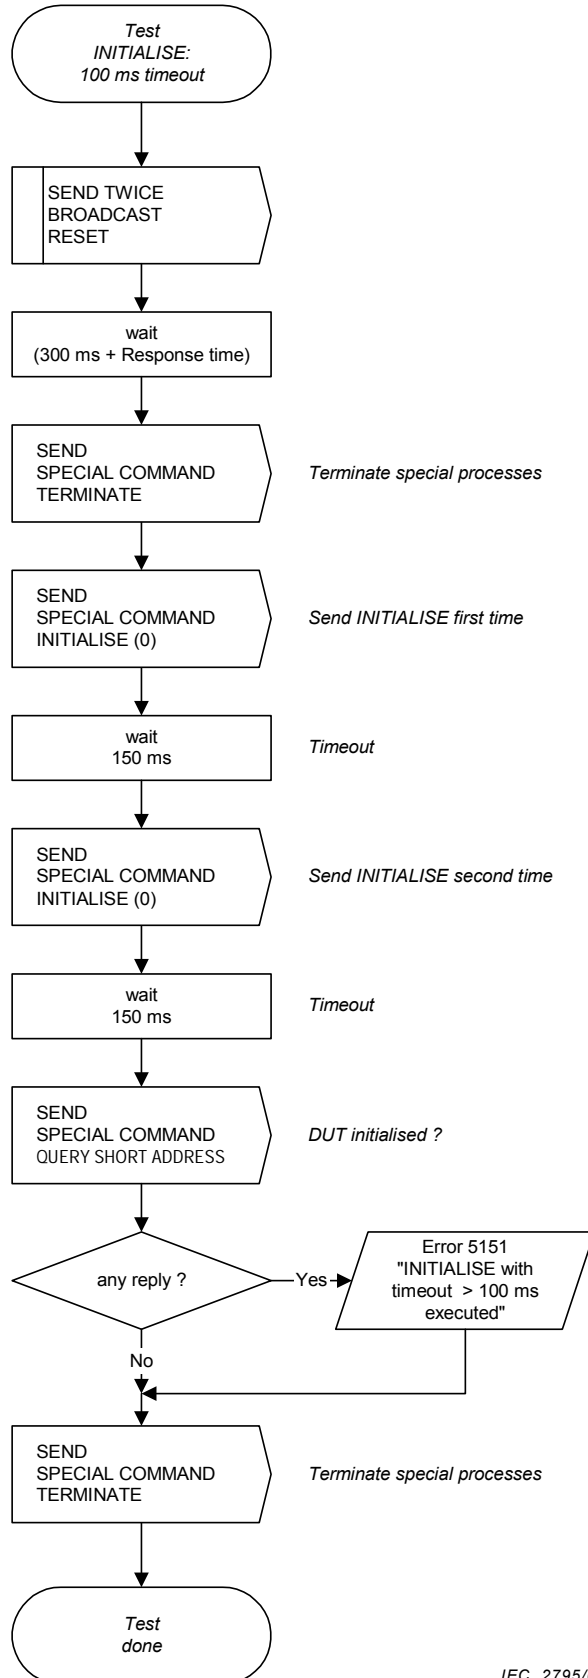 Test
INITIALISE:
100 ms timeout
SEND TWICE
BROADCAST
RESET
wait
(300 ms + Response time)
SEND
SPECIAL COMMAND
TERMINATE
Terminate special processes
SEND
SPECIAL COMMAND
INITIALISE (0)
Send INITIALISE first time
wait
150 ms
Timeout
SEND
SPECIAL COMMAND
INITIALISE (0)
Send INITIALISE second time
wait
150 ms
Timeout
SEND
SPECIAL COMMAND
QUERY SHORT ADDRESS
DUT initialised ?
any reply ?
Yes
Error 5151
"INITIALISE with
timeout > 100 ms
executed"
No
SEND
SPECIAL COMMAND
TERMINATE
Terminate special processes
Test
done
IEC 2795/